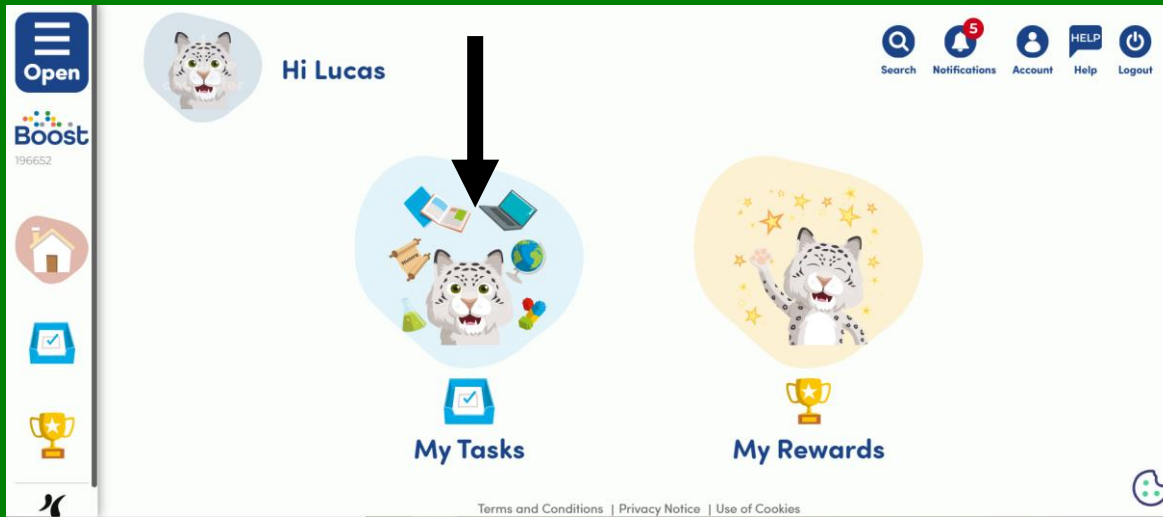 Open
Boost
196652
Hi Lucas
5
Search
Notifications
Account
HELP
Help
Logout
History
My Tasks
My Rewards
Terms and Conditions | Privacy Notice | Use of Cookies